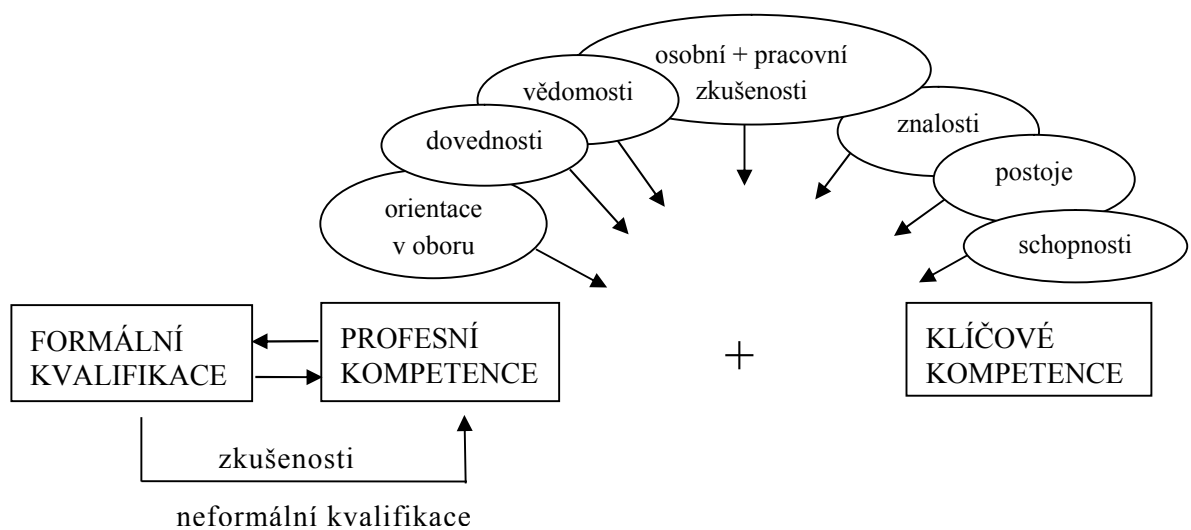 osobní + pracovní
zkušenosti
vědomosti
dovednosti
orientace
v oboru
znalosti
postoje
schopnosti
FORMÁLNÍ
KVALIFIKACE
PROFESNÍ
KOMPETENCE
+
KLÍČOVÉ
KOMPETENCE
zkušenosti
neformální kvalifikace